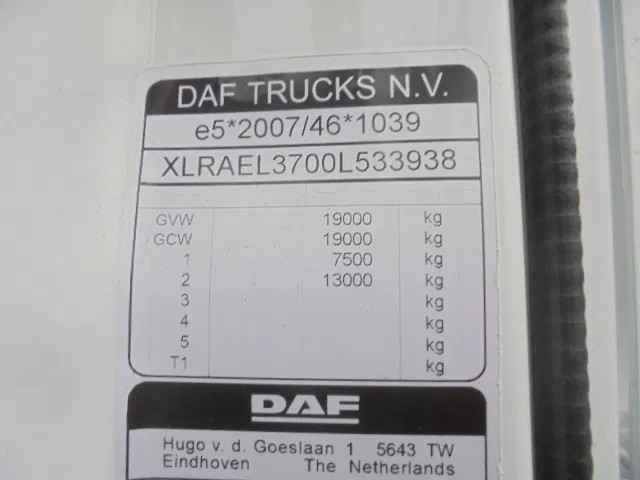 DAF TRUCKS N.V.
e5*2007/46*1039
XLRAEL3700L533938
GVW 19000 kg
GCW 19000 kg
1 7500 kg
2 13000 kg
3 kg
4 kg
5 kg
T1 kg
DAF
Hugo v. d. Goeslaan 1 5643 TW
Eindhoven The Netherlands